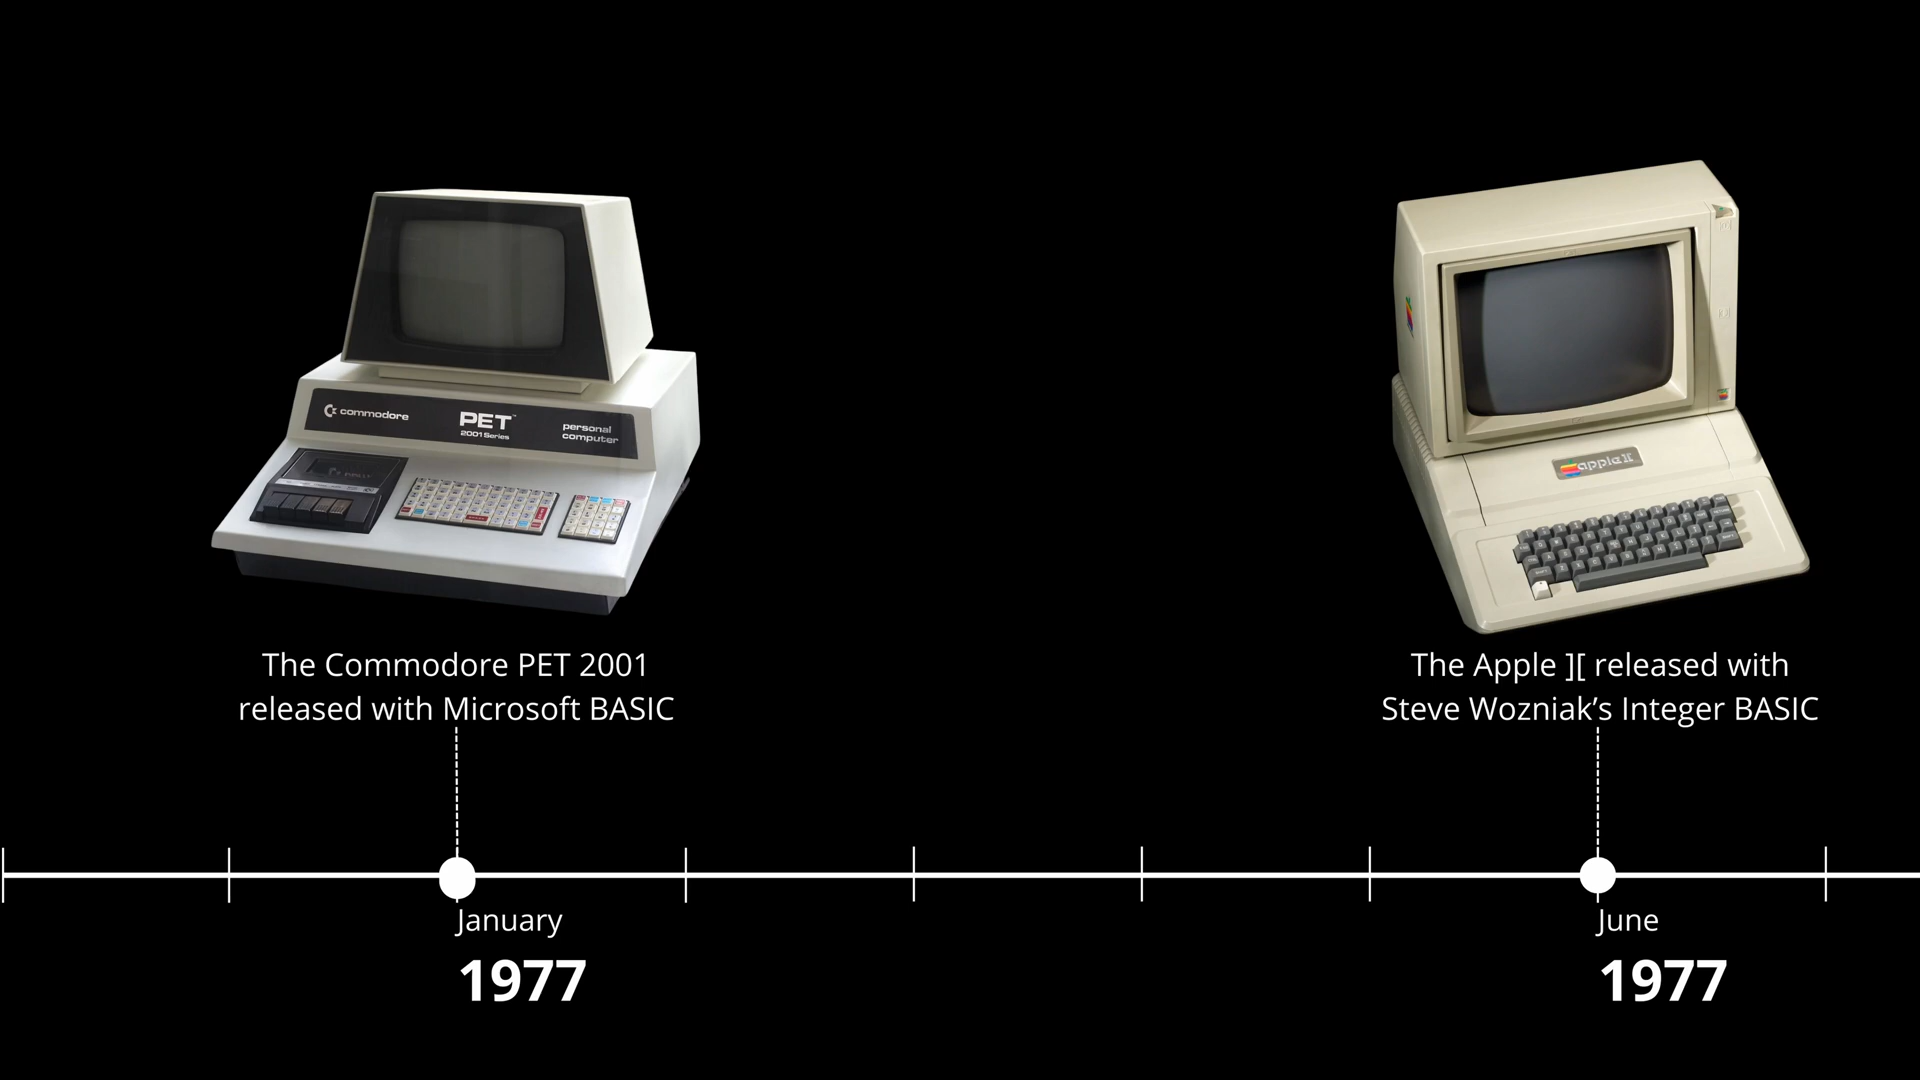 commodore
PET™
2001 Series
personal
computer
apple ][
The Commodore PET 2001
released with Microsoft BASIC
The Apple ][ released with
Steve Wozniak’s Integer BASIC
January
1977
June
1977